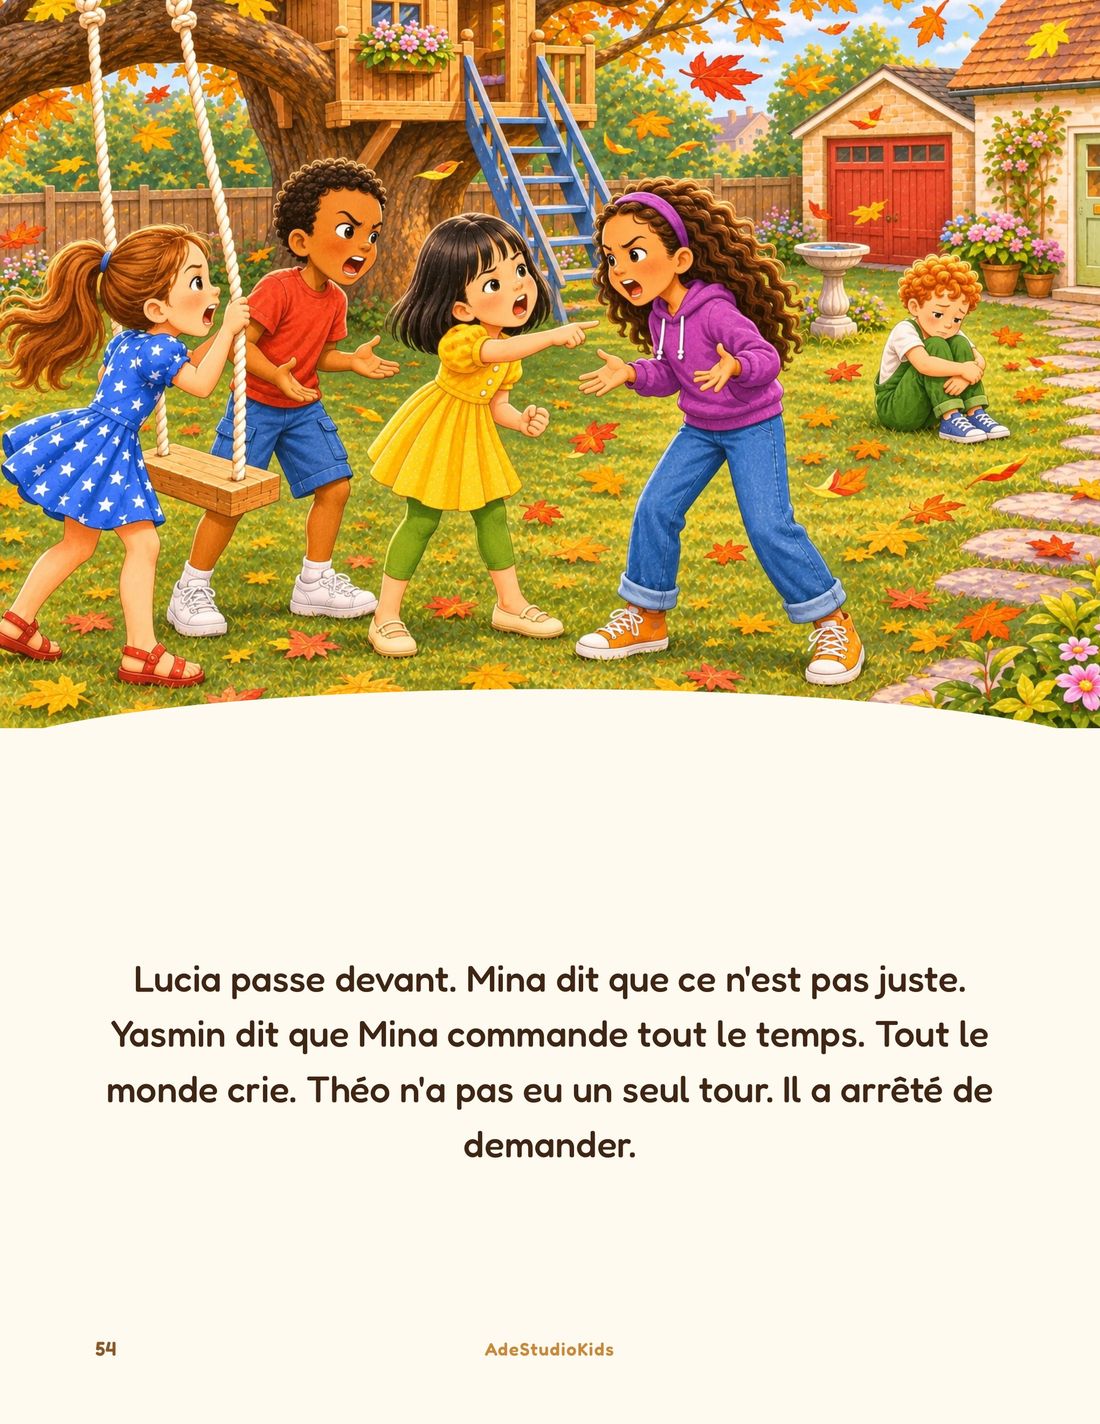 Lucia passe devant. Mina dit que ce n'est pas juste.
Yasmin dit que Mina commande tout le temps. Tout le
monde crie. Théo n'a pas eu un seul tour. Il a arrêté de
demander.
54
AdeStudioKids